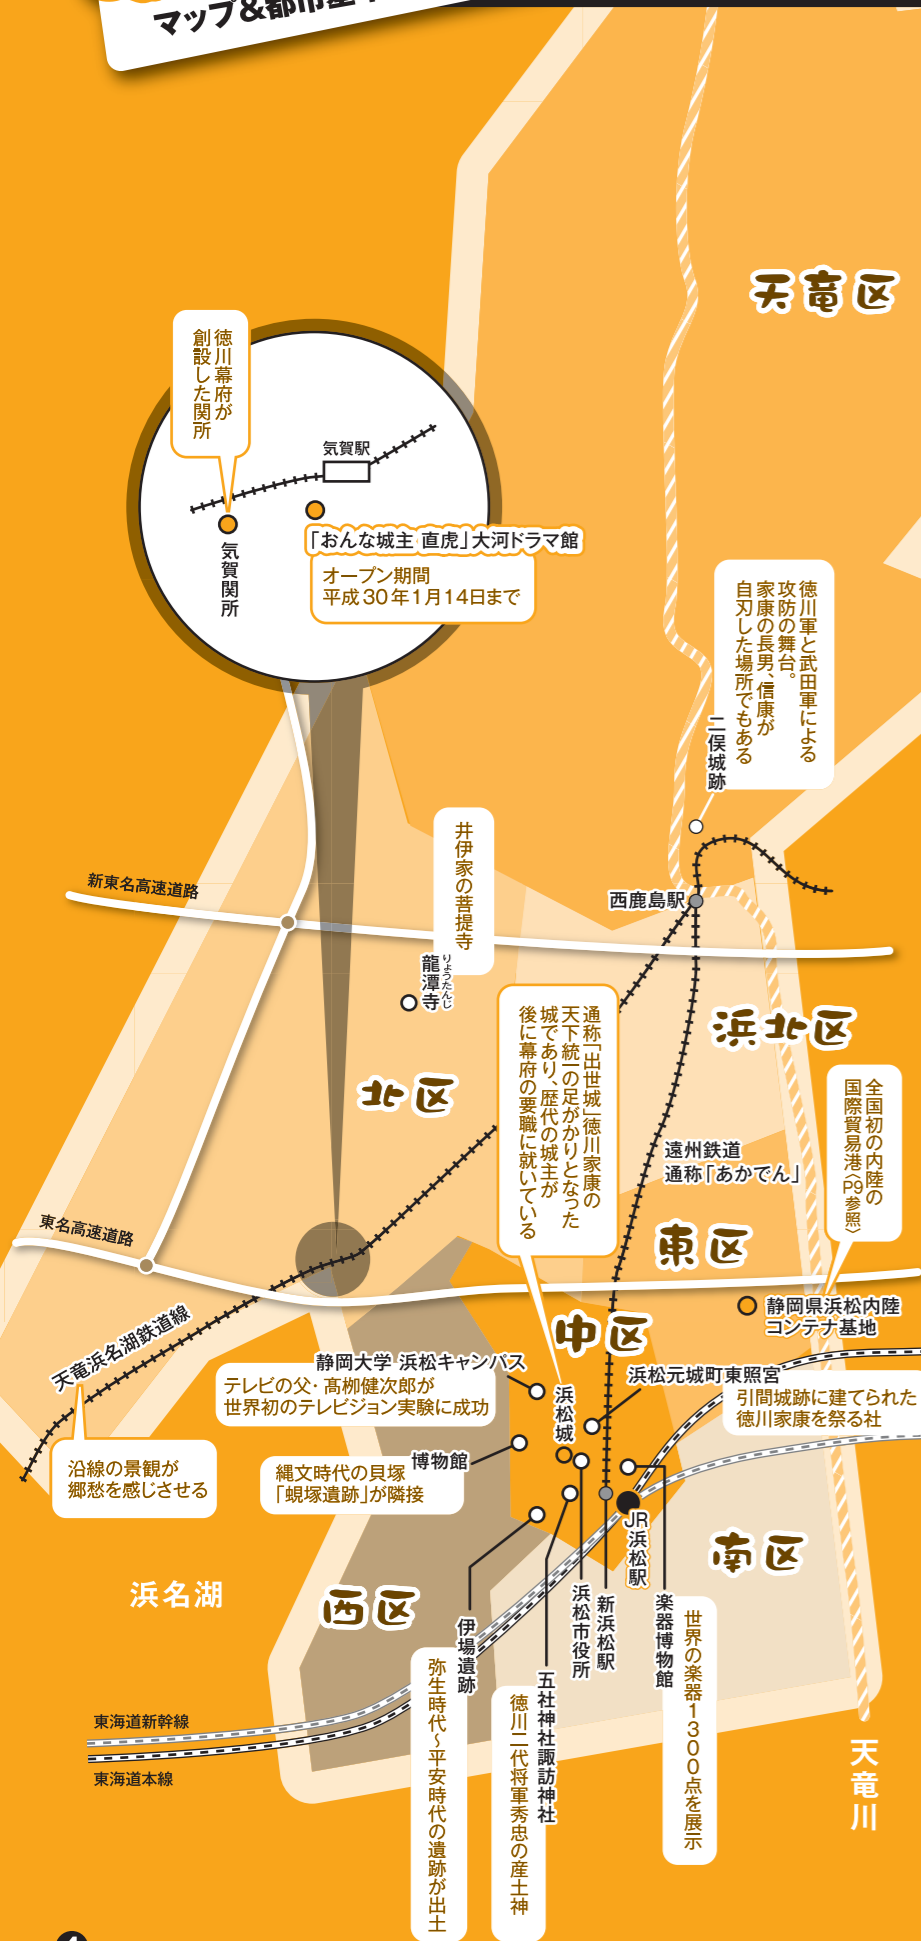 マップ&都市基
天竜区
徳川幕府が
創設した関所
気賀駅
気賀関所
「おんな城主 直虎」大河ドラマ館
オープン期間
平成30年1月14日まで
徳川軍と武田軍による
攻防の舞台。
家康の長男、信康が
自刃した場所でもある
二俣城跡
井伊家の菩提寺
龍潭寺
りょうたんじ
新東名高速道路
西鹿島駅
浜北区
北区
通称「出世城」徳川家康の
天下統一の足がかりとなった
城であり、歴代の城主が
後に幕府の要職に就いている
全国初の内陸の
国際貿易港〈P9参照〉
遠州鉄道
通称「あかでん」
東名高速道路
東区
静岡県浜松内陸
コンテナ基地
中区
天竜浜名湖鉄道線
静岡大学 浜松キャンパス
テレビの父・髙栁健次郎が
世界初のテレビジョン実験に成功
浜松城
浜松元城町東照宮
引間城跡に建てられた
徳川家康を祭る社
沿線の景観が
郷愁を感じさせる
博物館
縄文時代の貝塚
「蜆塚遺跡」が隣接
JR浜松駅
南区
浜名湖
西区
伊場遺跡
弥生時代〜平安時代の遺跡が出土
五社神社諏訪神社
徳川二代将軍秀忠の産土神
浜松市役所
新浜松駅
楽器博物館
世界の楽器1300点を展示
東海道新幹線
東海道本線
天竜川